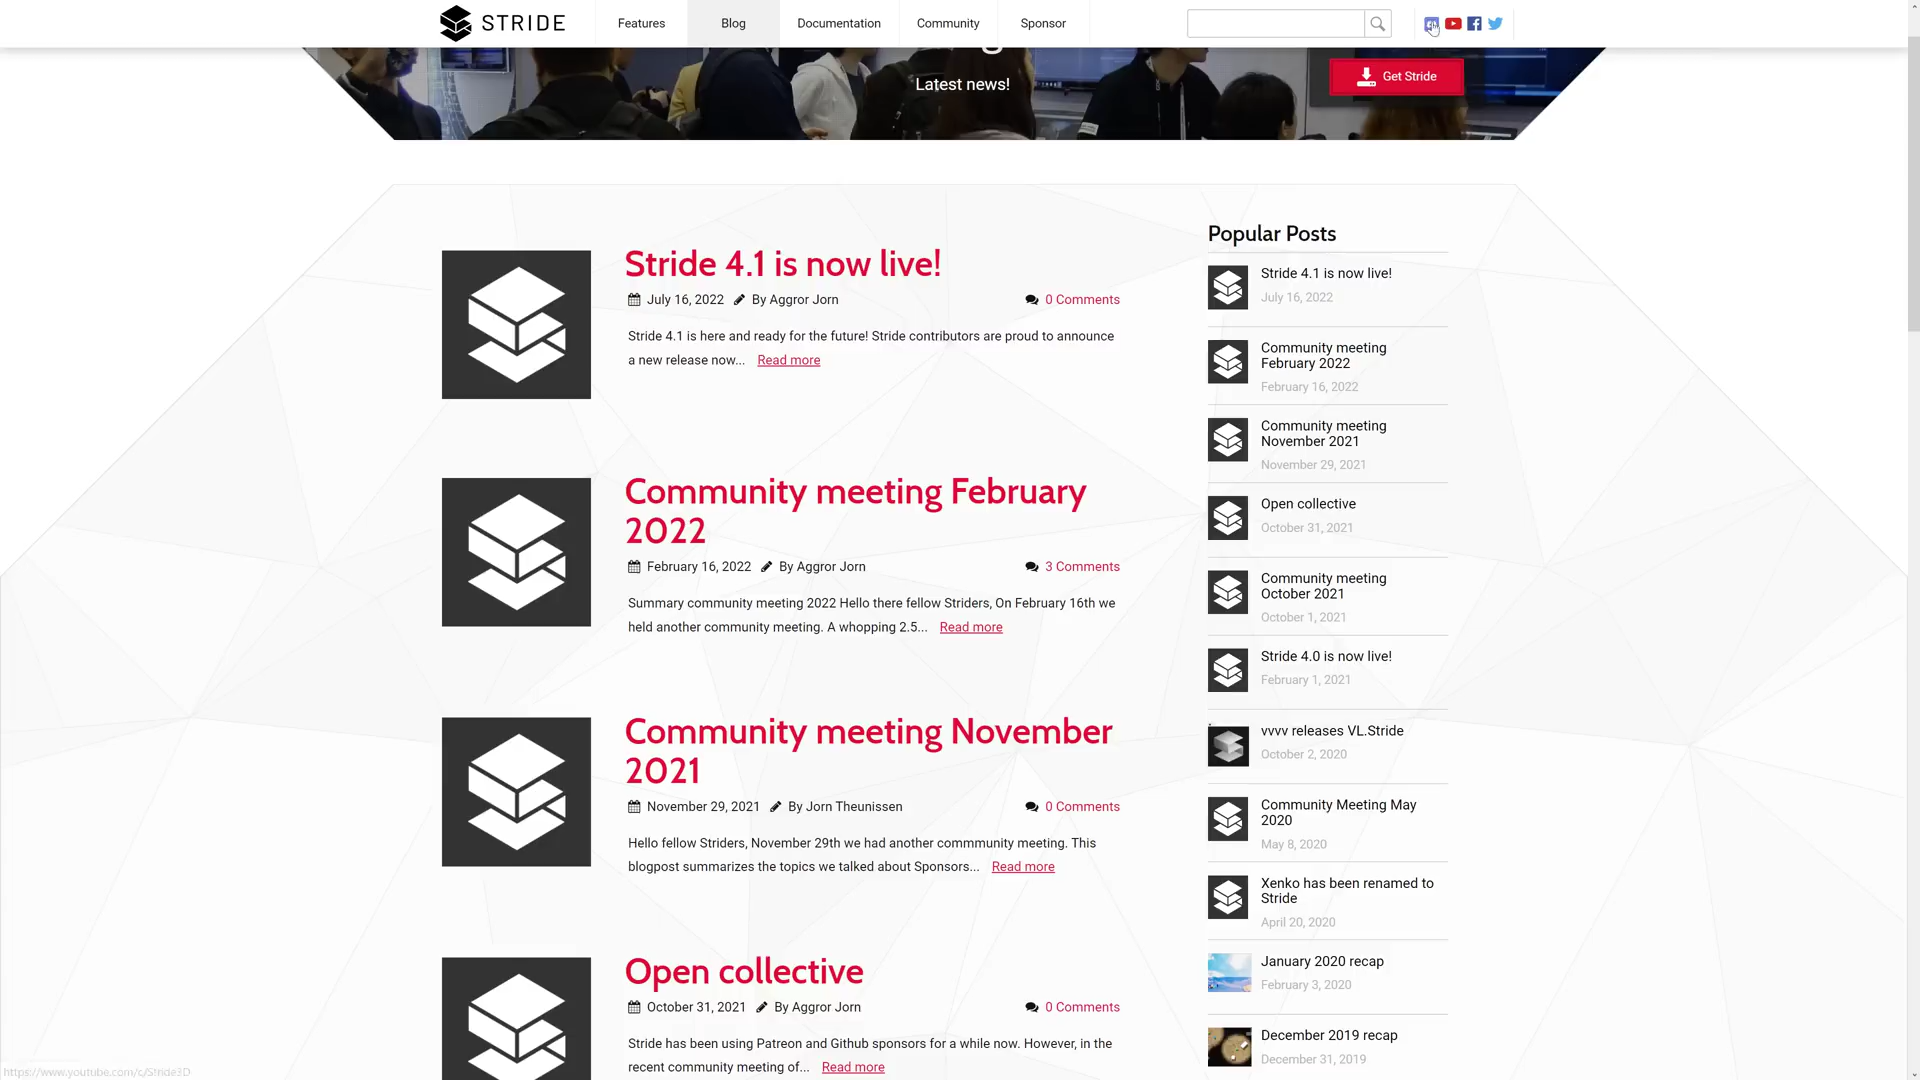 STRIDE
Features
Blog
Documentation
Community
Sponsor
Latest news!
Get Stride
Stride 4.1 is now live!
July 16, 2022 By Aggror Jorn
0 Comments
Stride 4.1 is here and ready for the future! Stride contributors are proud to announce
a new release now... Read more
Community meeting February
2022
February 16, 2022 By Aggror Jorn
3 Comments
Summary community meeting 2022 Hello there fellow Striders, On February 16th we
held another community meeting. A whopping 2.5... Read more
Community meeting November
2021
November 29, 2021 By Jorn Theunissen
0 Comments
Hello fellow Striders, November 29th we had another commmunity meeting. This
blogpost summarizes the topics we talked about Sponsors... Read more
Open collective
October 31, 2021 By Aggror Jorn
0 Comments
Stride has been using Patreon and Github sponsors for a while now. However, in the
recent community meeting of... Read more
Popular Posts
Stride 4.1 is now live!
July 16, 2022
Community meeting
February 2022
February 16, 2022
Community meeting
November 2021
November 29, 2021
Open collective
October 31, 2021
Community meeting
October 2021
October 1, 2021
Stride 4.0 is now live!
February 1, 2021
vvvv releases VL.Stride
October 2, 2020
Community Meeting May
2020
May 8, 2020
Xenko has been renamed to
Stride
April 20, 2020
January 2020 recap
February 3, 2020
December 2019 recap
December 31, 2019
https://www.youtube.com/c/Stride3D